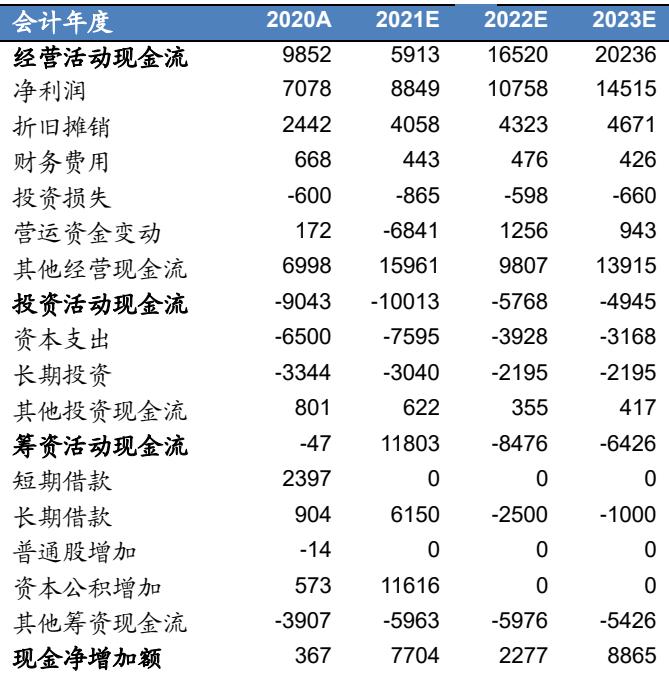 会计年度 2020A 2021E 2022E 2023E
经营活动现金流 9852 5913 16520 20236
净利润 7078 8849 10758 14515
折旧摊销 2442 4058 4323 4671
财务费用 668 443 476 426
投资损失 -600 -865 -598 -660
营运资金变动 172 -6841 1256 943
其他经营现金流 6998 15961 9807 13915
投资活动现金流 -9043 -10013 -5768 -4945
资本支出 -6500 -7595 -3928 -3168
长期投资 -3344 -3040 -2195 -2195
其他投资现金流 801 622 355 417
筹资活动现金流 -47 11803 -8476 -6426
短期借款 2397 0 0 0
长期借款 904 6150 -2500 -1000
普通股增加 -14 0 0 0
资本公积增加 573 11616 0 0
其他筹资现金流 -3907 -5963 -5976 -5426
现金净增加额 367 7704 2277 8865